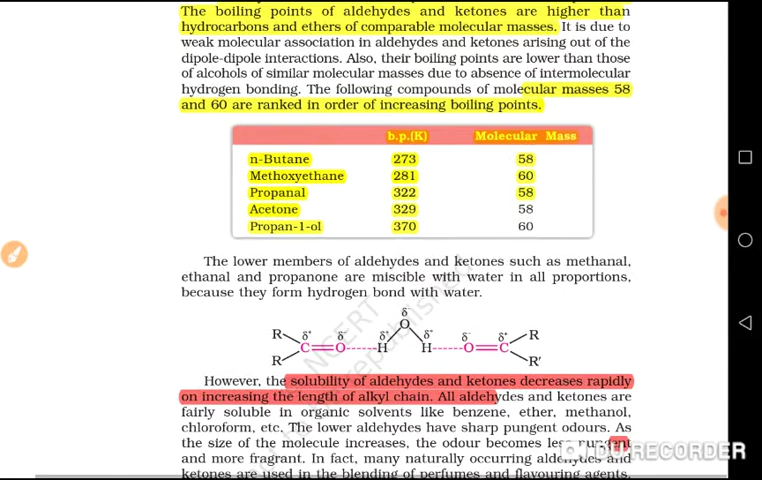 The boiling points of aldehydes and ketones are higher than
hydrocarbons and ethers of comparable molecular masses. It is due to
weak molecular association in aldehydes and ketones arising out of the
dipole-dipole interactions. Also, their boiling points are lower than those
of alcohols of similar molecular masses due to absence of intermolecular
hydrogen bonding. The following compounds of molecular masses 58
and 60 are ranked in order of increasing boiling points.
b.p.(K) Molecular Mass
n-Butane 273 58
Methoxyethane 281 60
Propanal 322 58
Acetone 329 58
Propan-1-ol 370 60
The lower members of aldehydes and ketones such as methanal,
ethanal and propanone are miscible with water in all proportions,
because they form hydrogen bond with water.
δ-
R δ+ δ- δ+ O δ+ δ- δ+ R
C O H H O C
R R'
However, the solubility of aldehydes and ketones decreases rapidly
on increasing the length of alkyl chain. All aldehydes and ketones are
fairly soluble in organic solvents like benzene, ether, methanol,
chloroform, etc. The lower aldehydes have sharp pungent odours. As
the size of the molecule increases, the odour becomes less pungent
and more fragrant. In fact, many naturally occurring aldehydes and
ketones are used in the blending of perfumes and flavouring agents.
© NCERT
not to be republished
DU RECORDER